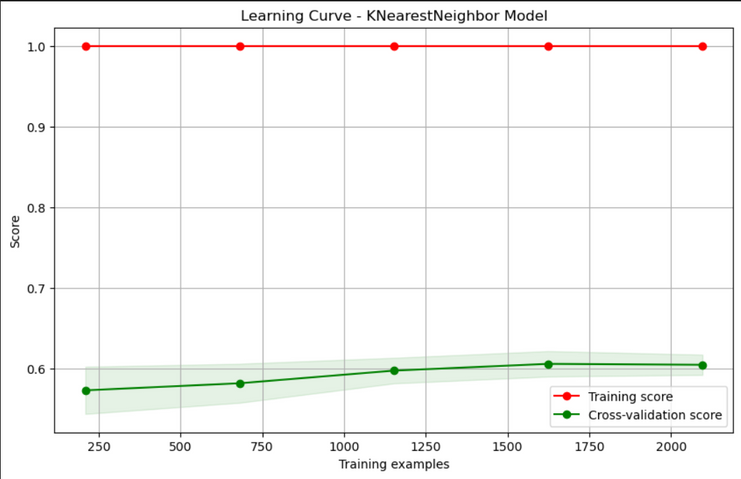 Learning Curve - KNearestNeighbor Model
1.0
0.9
0.8
0.7
0.6
Score
Training score
Cross-validation score
250 500 750 1000 1250 1500 1750 2000
Training examples